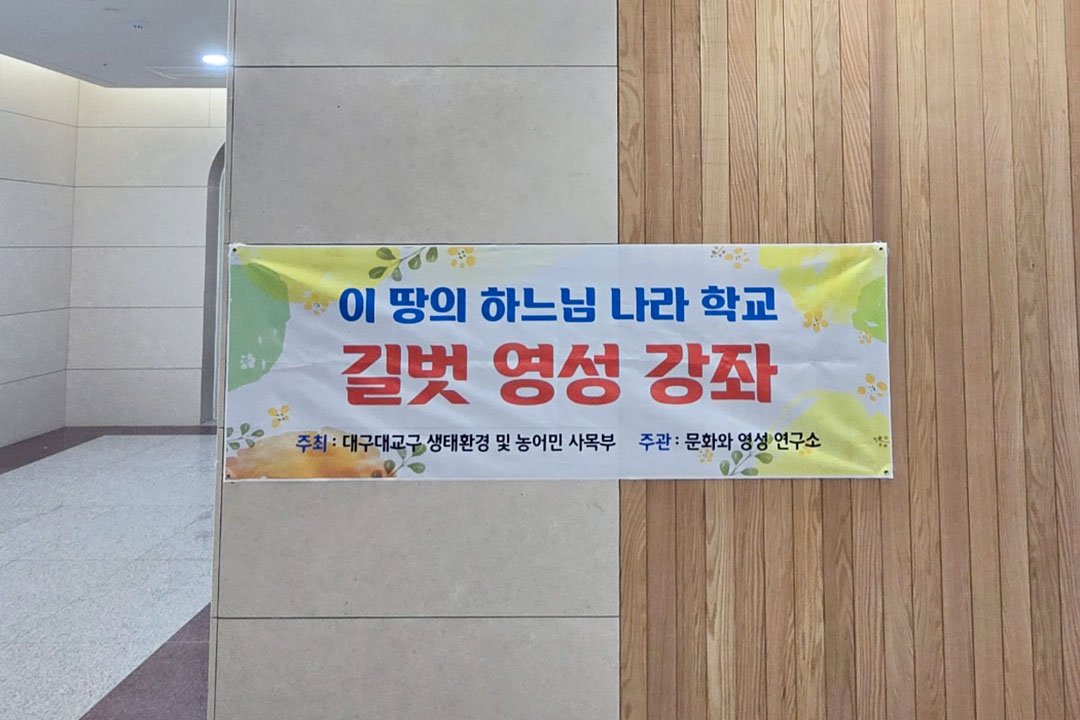 이 땅의 하느님 나라 학교
길벗 영성 강좌
주최 : 대구대교구 생태환경 및 농어민 사목부 주관 : 문화와 영성 연구소